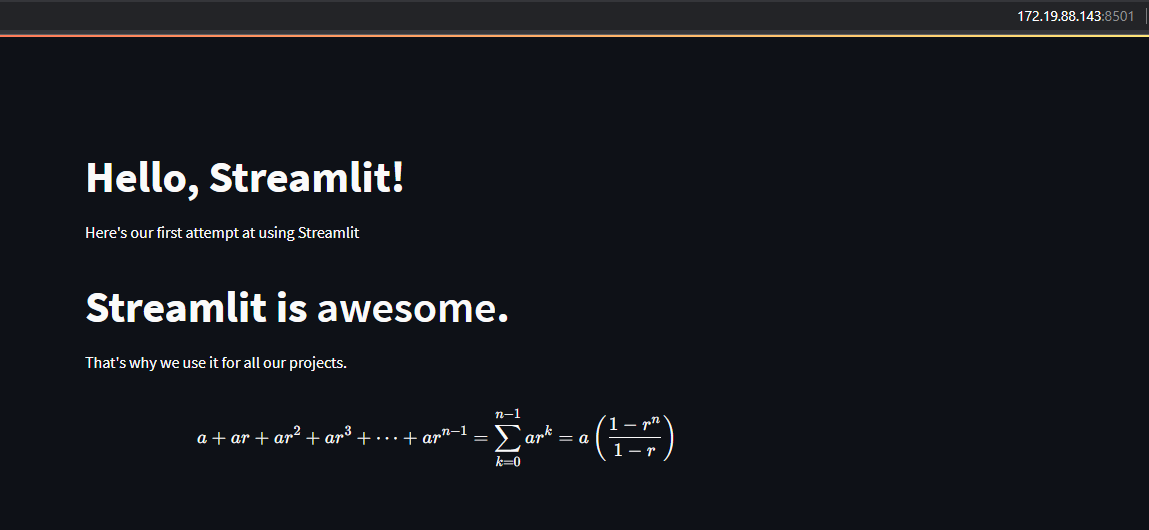 172.19.88.143:8501
Hello, Streamlit!
Here's our first attempt at using Streamlit
Streamlit is awesome.
That's why we use it for all our projects.
a + ar + ar² + ar³ + ⋯ + arⁿ⁻¹ = ∑_{k=0}^{n−1} arᵏ = a ((1 − rⁿ)/(1 − r))